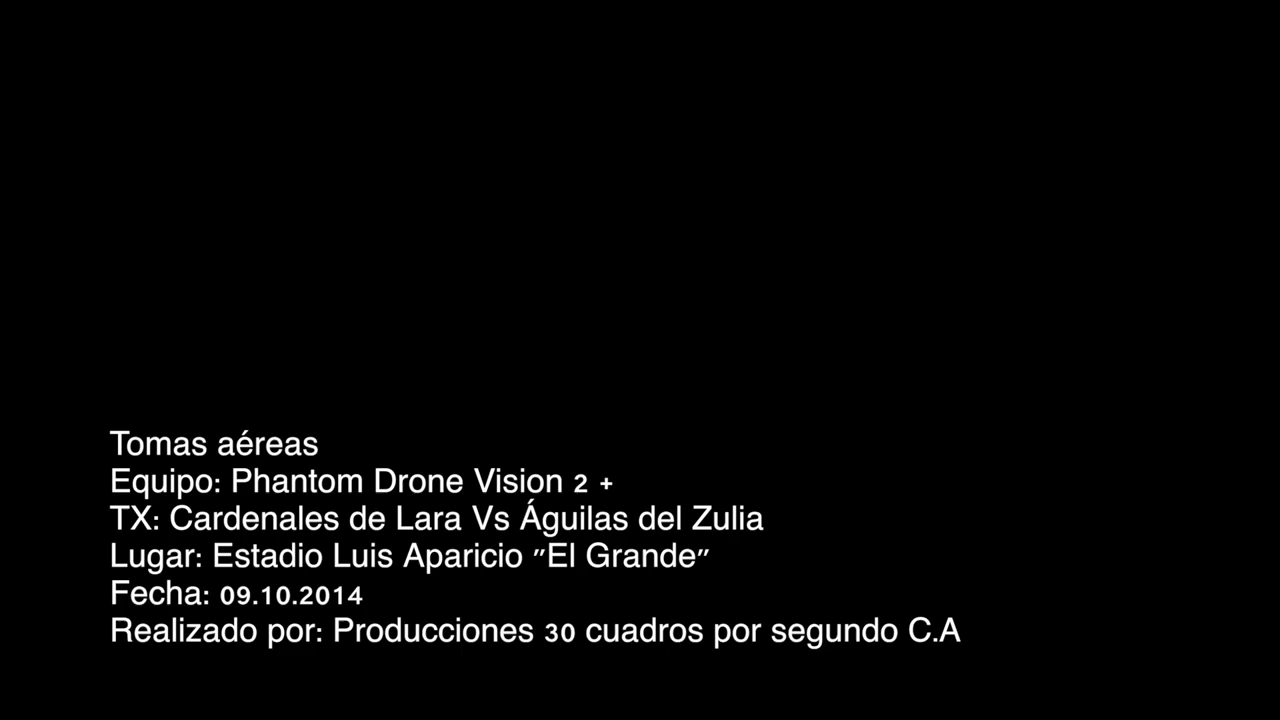 Tomas aéreas
Equipo: Phantom Drone Vision 2 +
TX: Cardenales de Lara Vs Águilas del Zulia
Lugar: Estadio Luis Aparicio "El Grande"
Fecha: 09.10.2014
Realizado por: Producciones 30 cuadros por segundo C.A